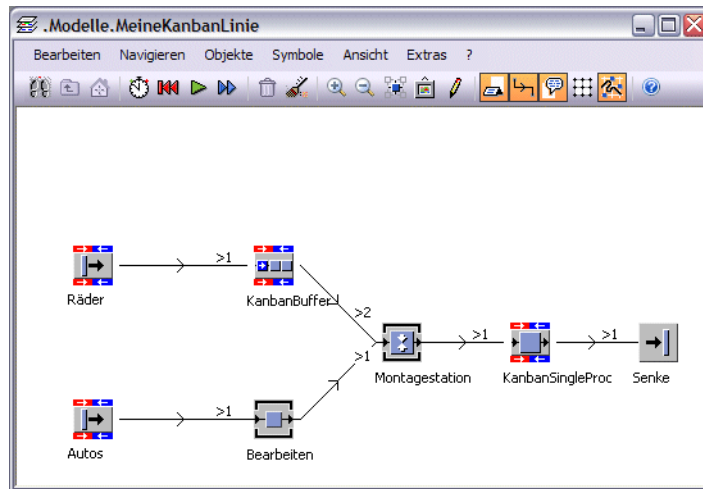 .Modelle.MeineKanbanLinie
Bearbeiten Navigieren Objekte Symbole Ansicht Extras ?
>1
Räder
KanbanBuffer
>2
>1
>1
>1
Montagestation
KanbanSingleProc
Senke
>1
Autos
Bearbeiten